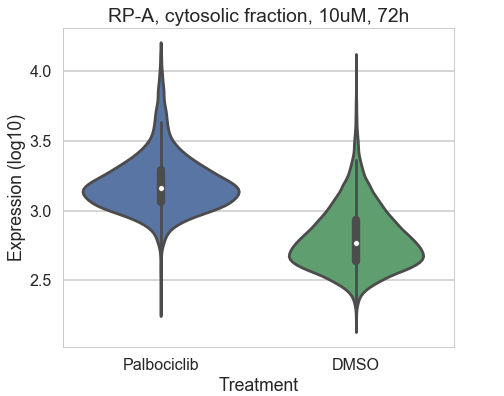 RP-A, cytosolic fraction, 10uM, 72h
Expression (log10)
4.0
3.5
3.0
2.5
Palbociclib
DMSO
Treatment